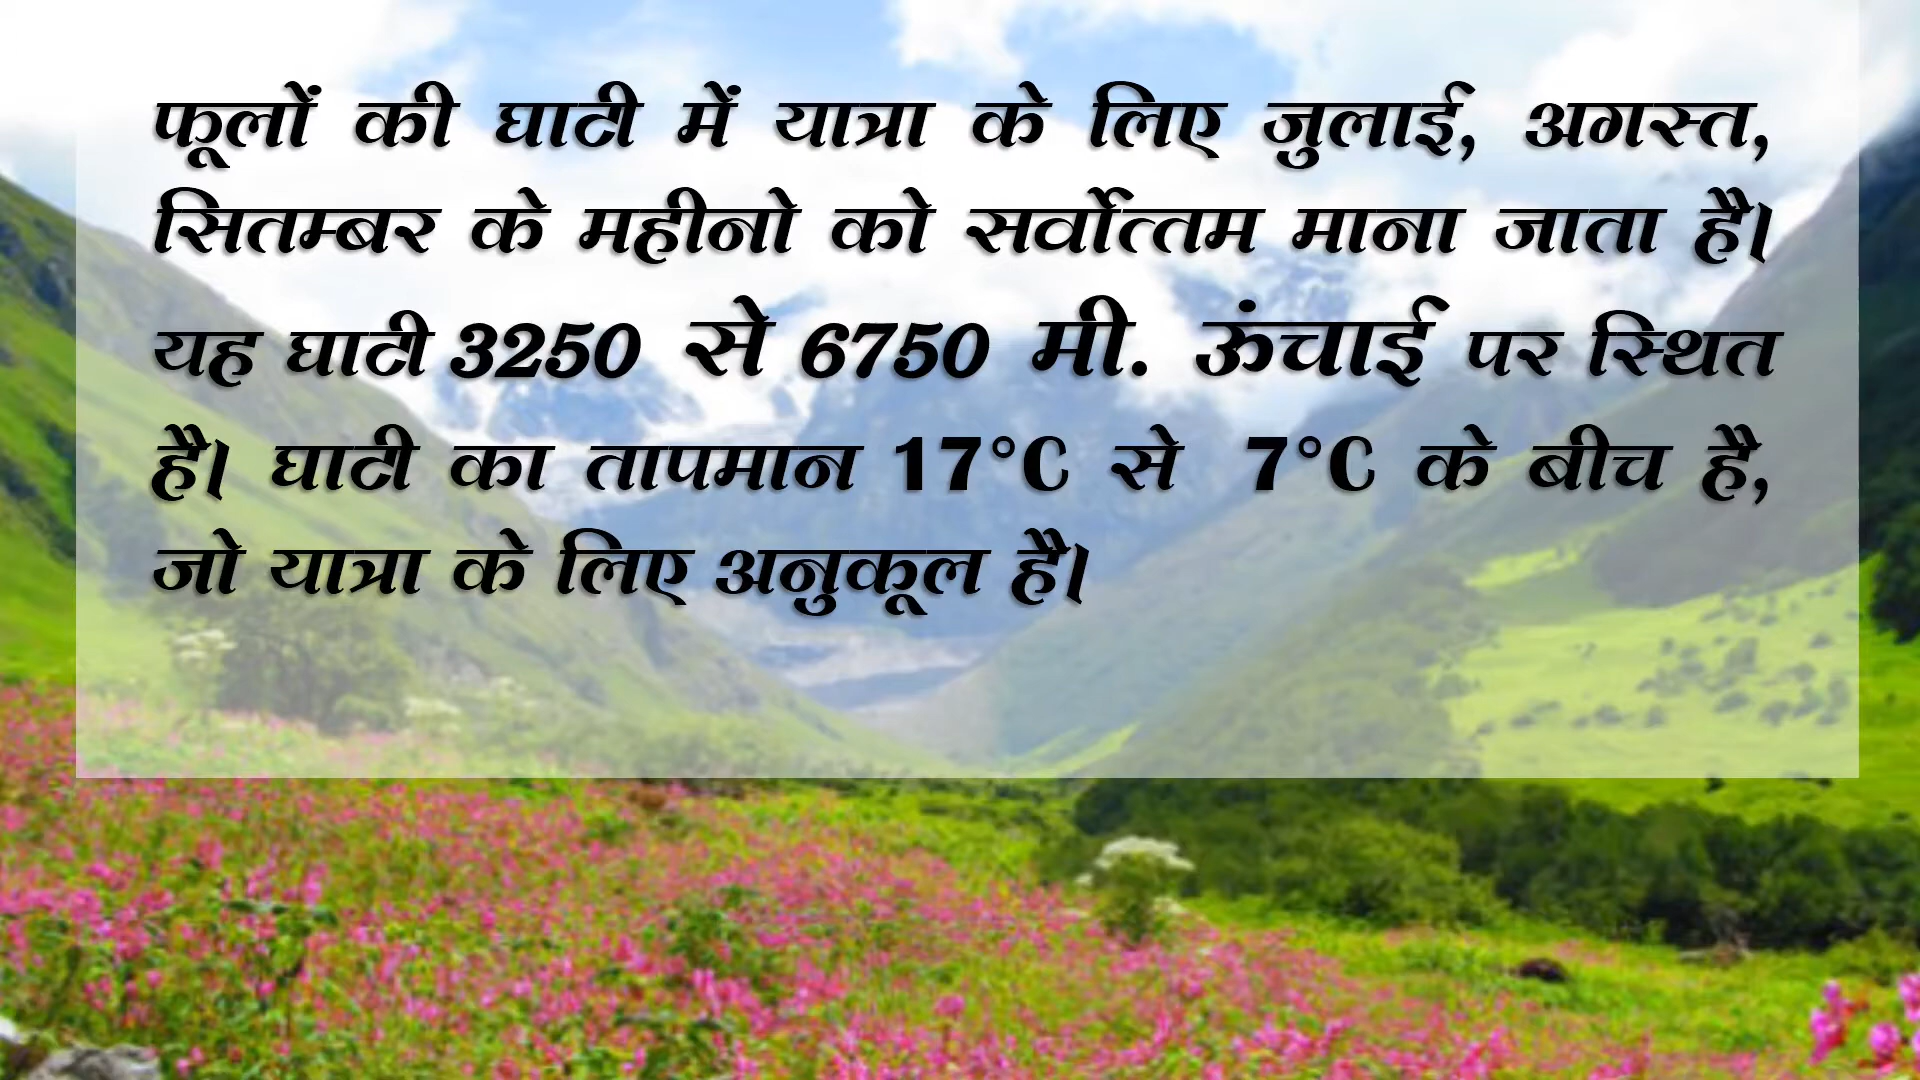 फूलों की घाटी में यात्रा के लिए जुलाई, अगस्त,
सितम्बर के महीनो को सर्वोत्तम माना जाता है।
यह घाटी 3250 से 6750 मी. ऊंचाई पर स्थित
है। घाटी का तापमान 17°C से 7°C के बीच है,
जो यात्रा के लिए अनुकूल है।